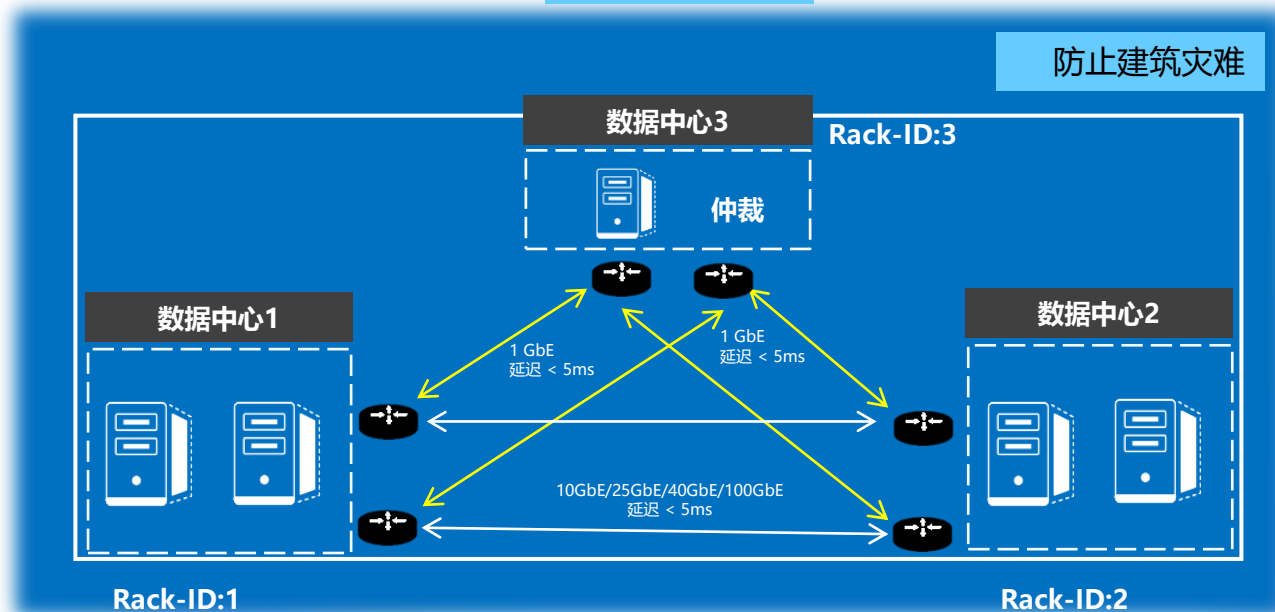 防止建筑灾难
数据中心3
Rack-ID:3
仲裁
数据中心1
数据中心2
1 GbE
延迟 < 5ms
1 GbE
延迟 < 5ms
10GbE/25GbE/40GbE/100GbE
延迟 < 5ms
Rack-ID:1
Rack-ID:2